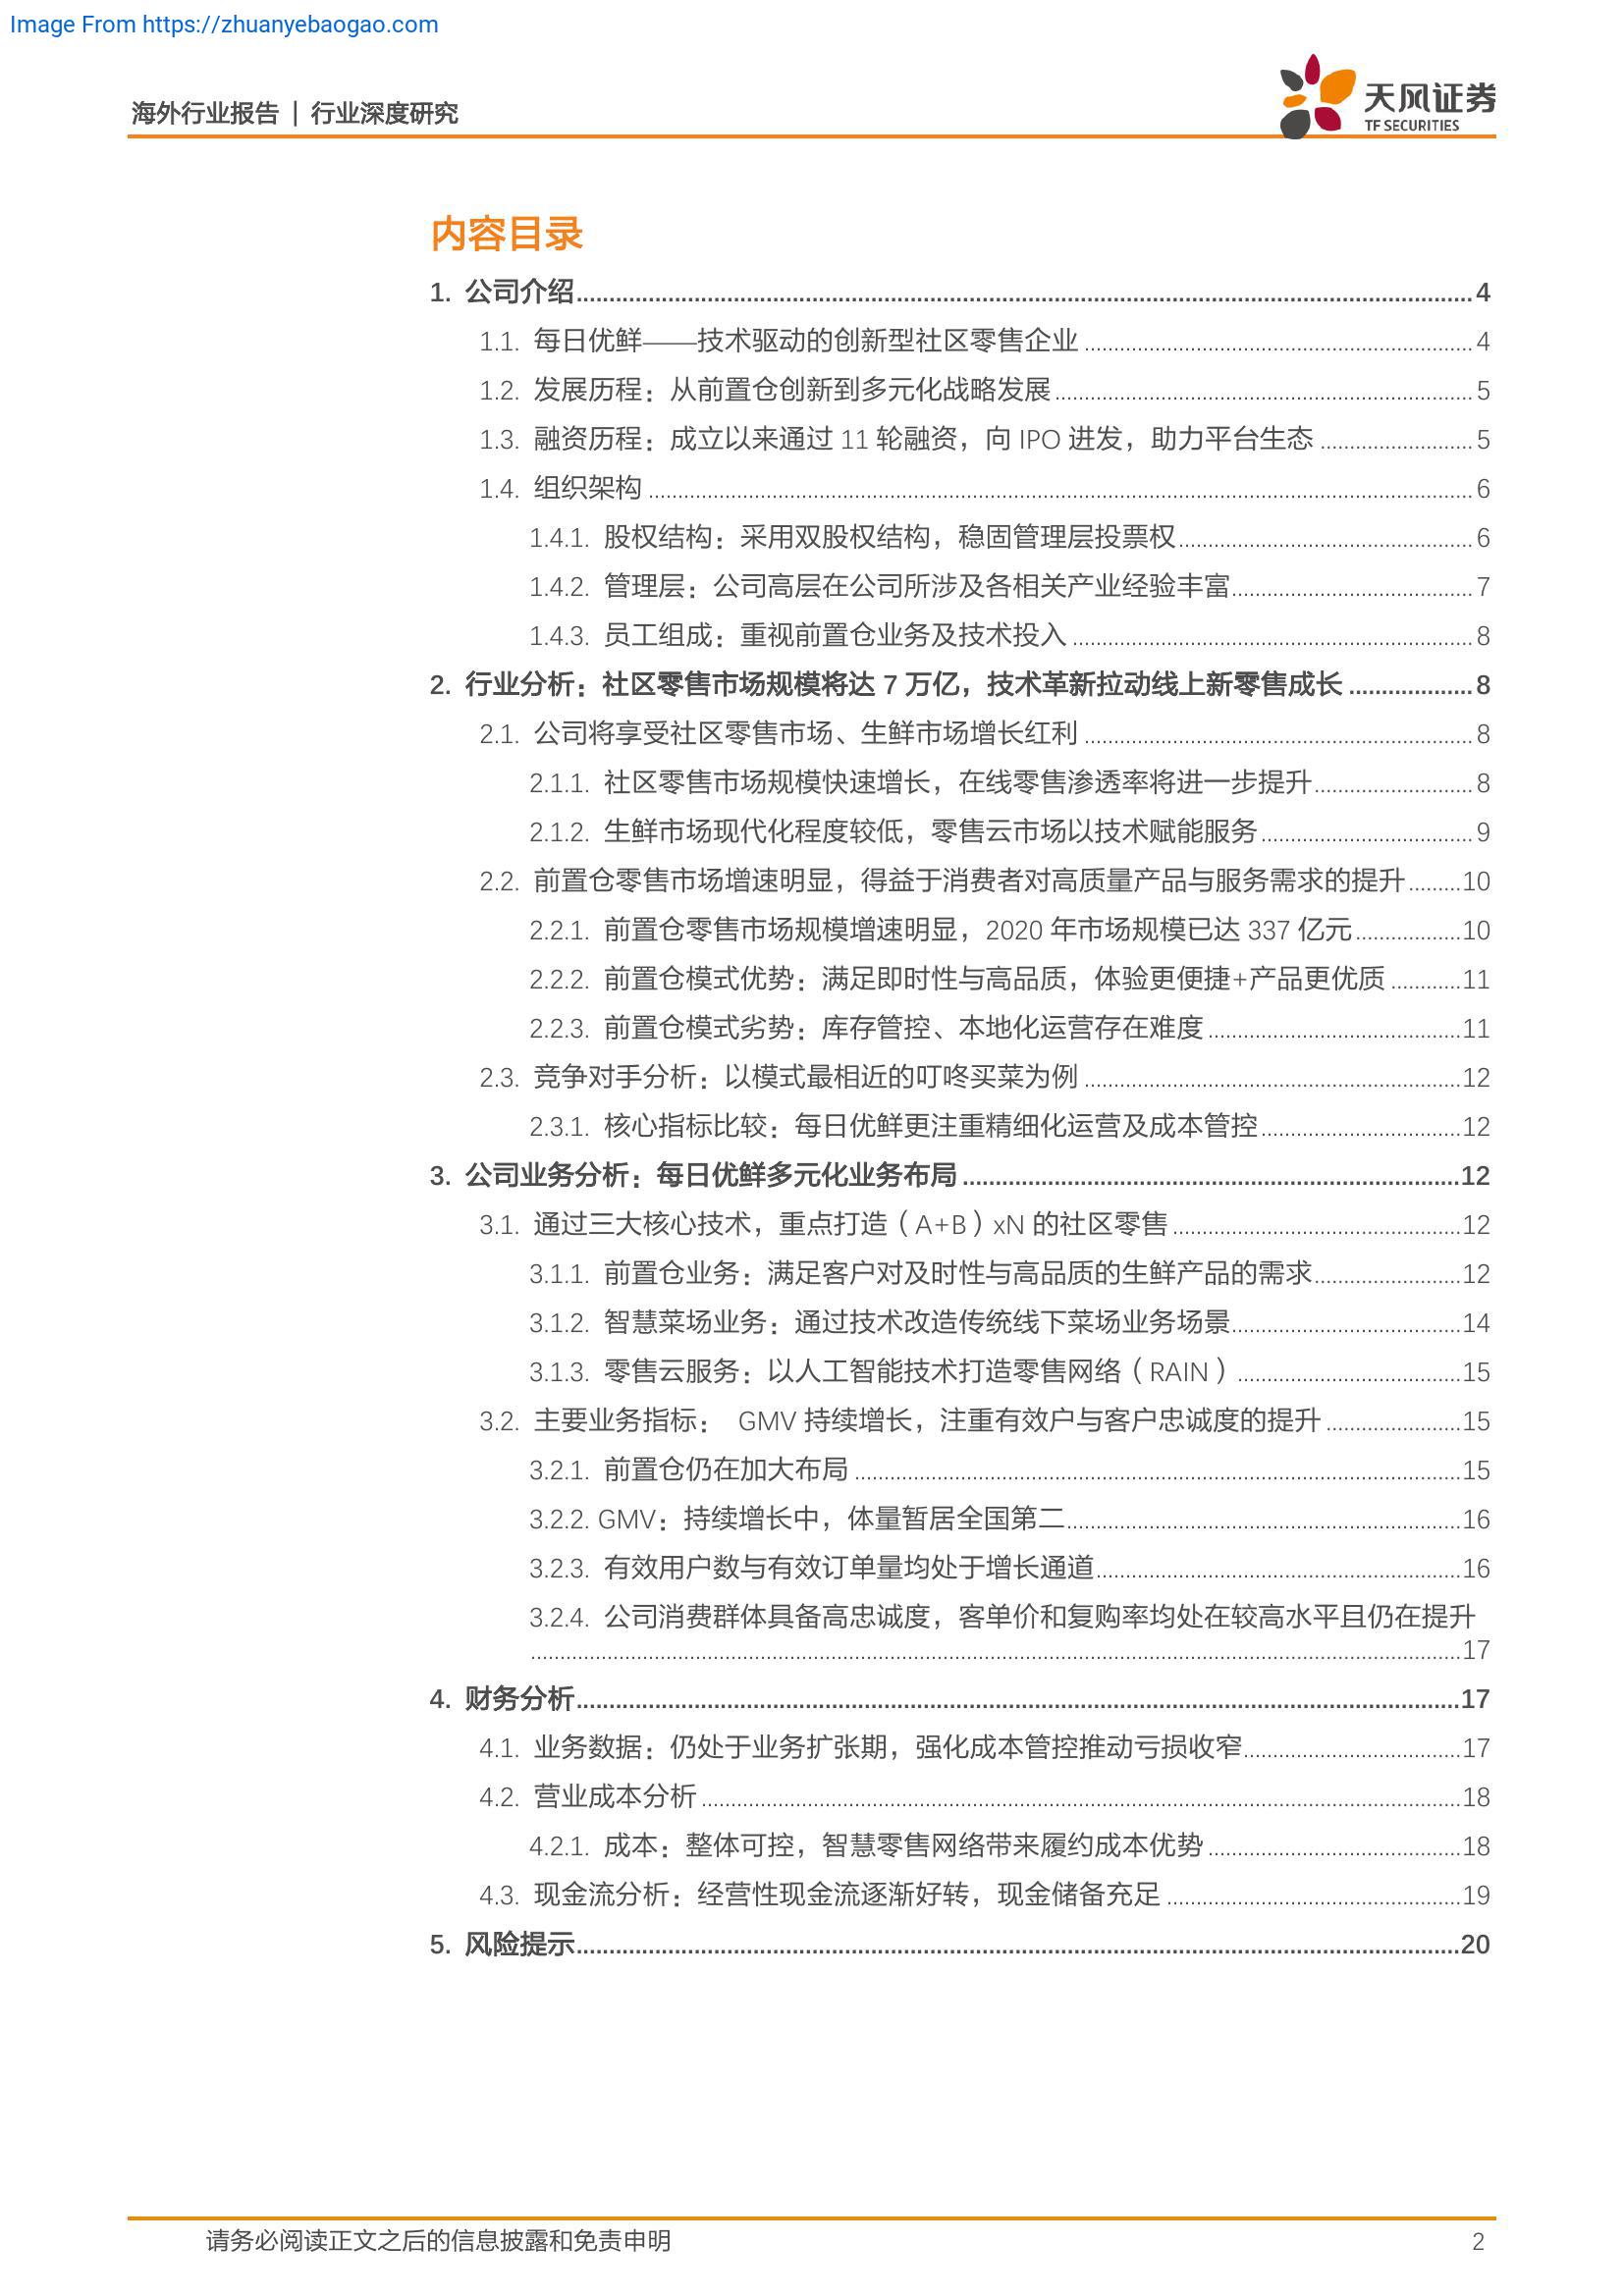 Image From https://zhuanyebaogao.com
海外行业报告 | 行业深度研究
天风证券
TF SECURITIES
内容目录
1. 公司介绍 4
1.1. 每日优鲜——技术驱动的创新型社区零售企业 4
1.2. 发展历程：从前置仓创新到多元化战略发展 5
1.3. 融资历程：成立以来通过 11 轮融资，向 IPO 进发，助力平台生态 5
1.4. 组织架构 6
1.4.1. 股权结构：采用双股权结构，稳固管理层投票权 6
1.4.2. 管理层：公司高层在公司所涉及各相关产业经验丰富 7
1.4.3. 员工组成：重视前置仓业务及技术投入 8
2. 行业分析：社区零售市场规模将达 7 万亿，技术革新拉动线上新零售成长 8
2.1. 公司将享受社区零售市场、生鲜市场增长红利 8
2.1.1. 社区零售市场规模快速增长，在线零售渗透率将进一步提升 8
2.1.2. 生鲜市场现代化程度较低，零售云市场以技术赋能服务 9
2.2. 前置仓零售市场增速明显，得益于消费者对高质量产品与服务需求的提升 10
2.2.1. 前置仓零售市场规模增速明显，2020 年市场规模已达 337 亿元 10
2.2.2. 前置仓模式优势：满足即时性与高品质，体验更便捷+产品更优质 11
2.2.3. 前置仓模式劣势：库存管控、本地化运营存在难度 11
2.3. 竞争对手分析：以模式最相近的叮咚买菜为例 12
2.3.1. 核心指标比较：每日优鲜更注重精细化运营及成本管控 12
3. 公司业务分析：每日优鲜多元化业务布局 12
3.1. 通过三大核心技术，重点打造（A+B）xN 的社区零售 12
3.1.1. 前置仓业务：满足客户对及时性与高品质的生鲜产品的需求 12
3.1.2. 智慧菜场业务：通过技术改造传统线下菜场业务场景 14
3.1.3. 零售云服务：以人工智能技术打造零售网络（RAIN） 15
3.2. 主要业务指标： GMV 持续增长，注重有效户与客户忠诚度的提升 15
3.2.1. 前置仓仍在加大布局 15
3.2.2. GMV：持续增长中，体量暂居全国第二 16
3.2.3. 有效用户数与有效订单量均处于增长通道 16
3.2.4. 公司消费群体具备高忠诚度，客单价和复购率均处在较高水平且仍在提升
17
4. 财务分析 17
4.1. 业务数据：仍处于业务扩张期，强化成本管控推动亏损收窄 17
4.2. 营业成本分析 18
4.2.1. 成本：整体可控，智慧零售网络带来履约成本优势 18
4.3. 现金流分析：经营性现金流逐渐好转，现金储备充足 19
5. 风险提示 20
请务必阅读正文之后的信息披露和免责申明 2